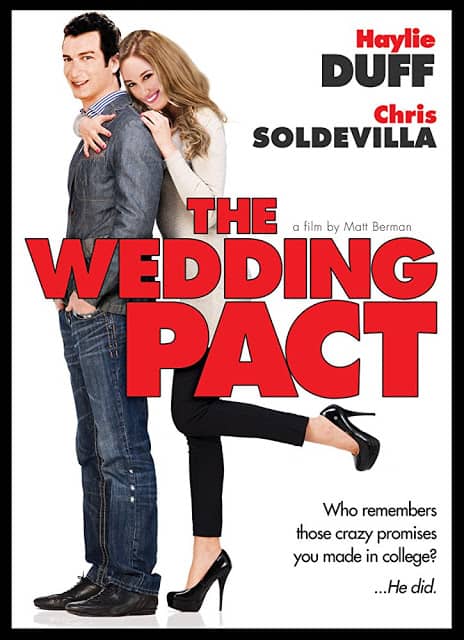 Haylie
DUFF
Chris
SOLDEVILLA
THE
a film by Matt Berman
WEDDING
PACT
Who remembers
those crazy promises
you made in college?
...He did.